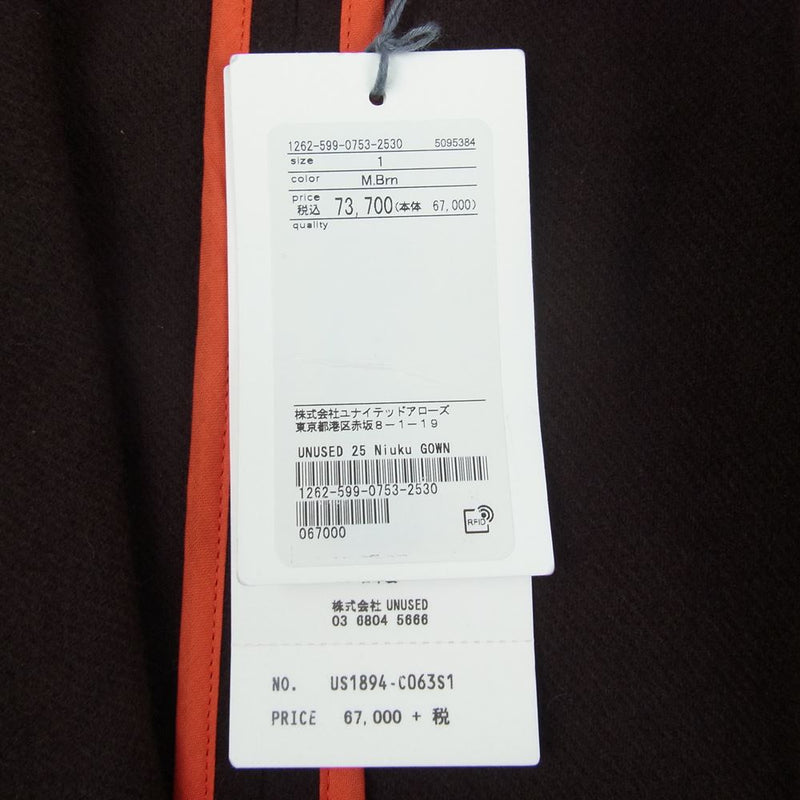 1262-599-0753-2530 5095384
size 1
color M.Brn
price
税込 73,700(本体 67,000)
quality
株式会社ユナイテッドアローズ
東京都港区赤坂8-1-19
UNUSED 25 Niuku GOWN
1262-599-0753-2530
RFID
067000
株式会社 UNUSED
03 6804 5666
NO. US1894-C063S1
PRICE 67,000 + 税